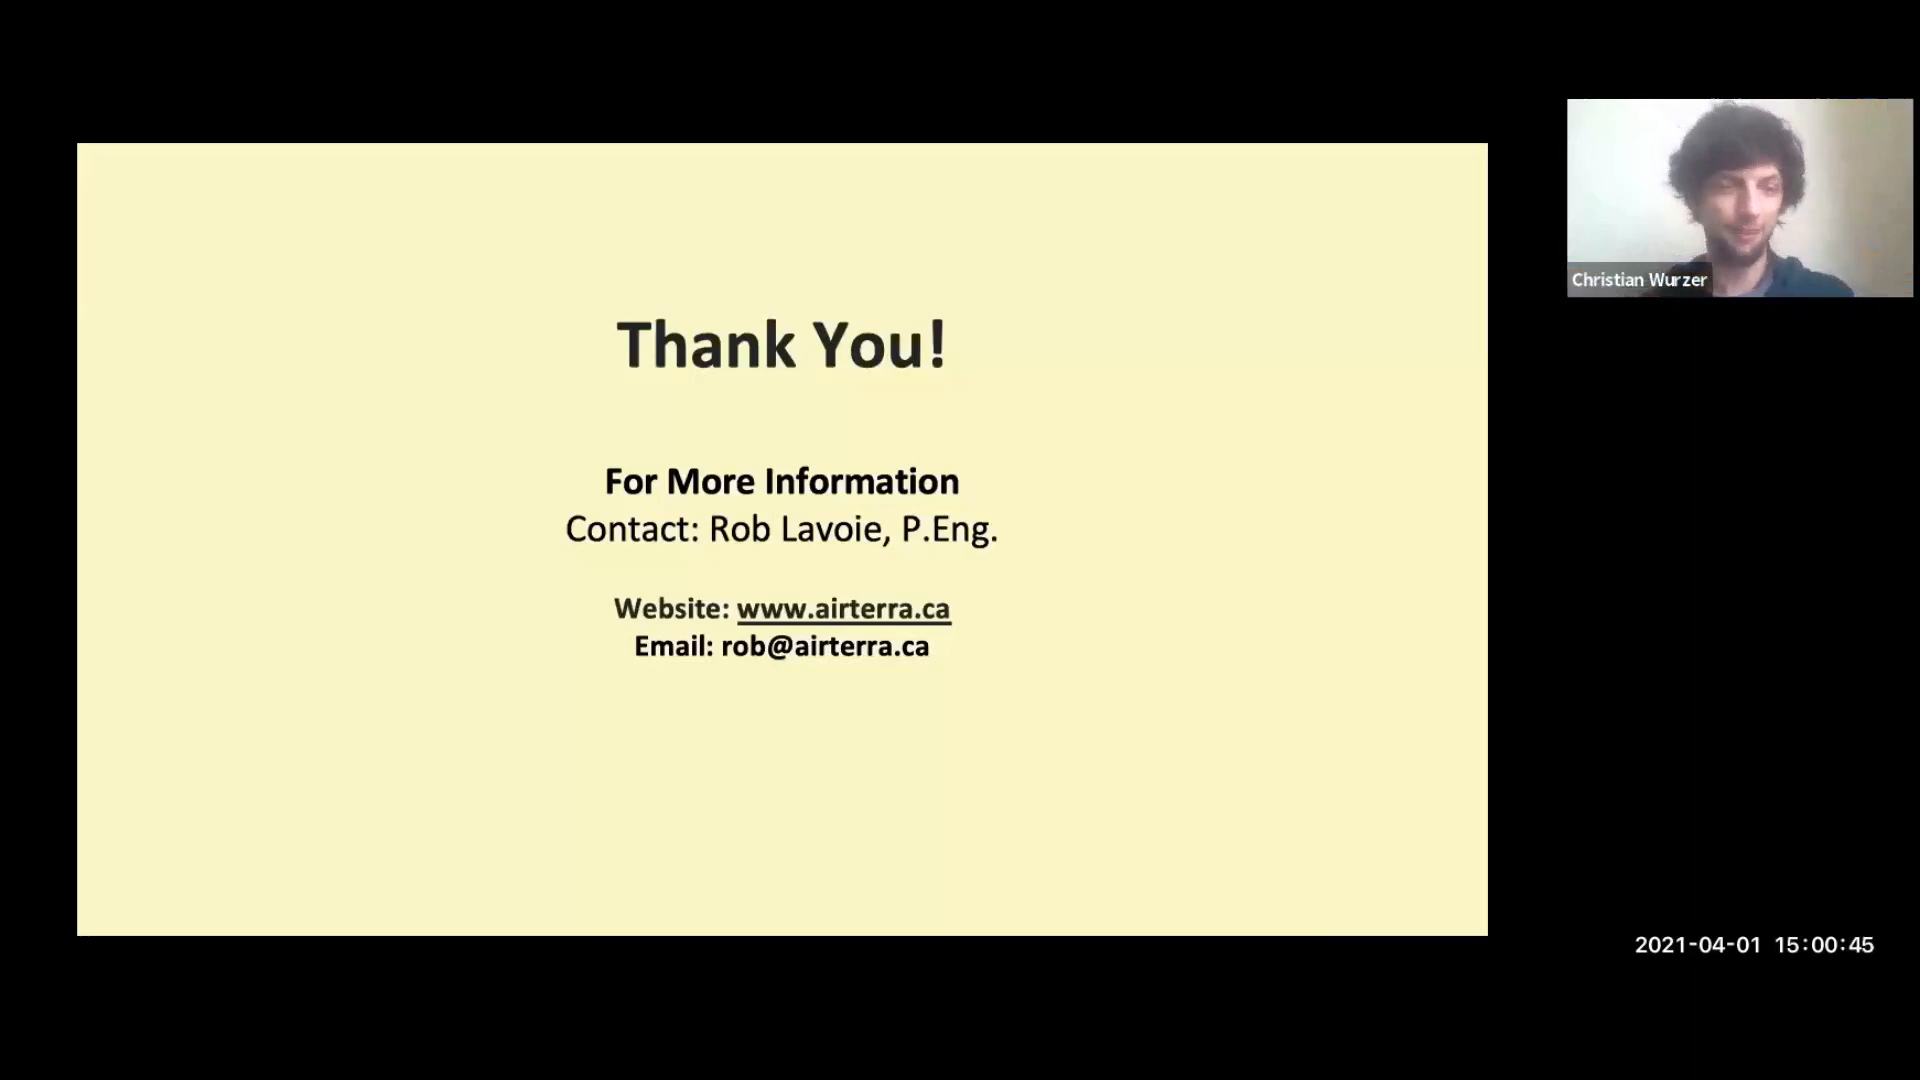 Thank You!
For More Information
Contact: Rob Lavoie, P.Eng.
Website: www.airterra.ca
Email: rob@airterra.ca
Christian Wurzer
2021-04-01 15:00:45